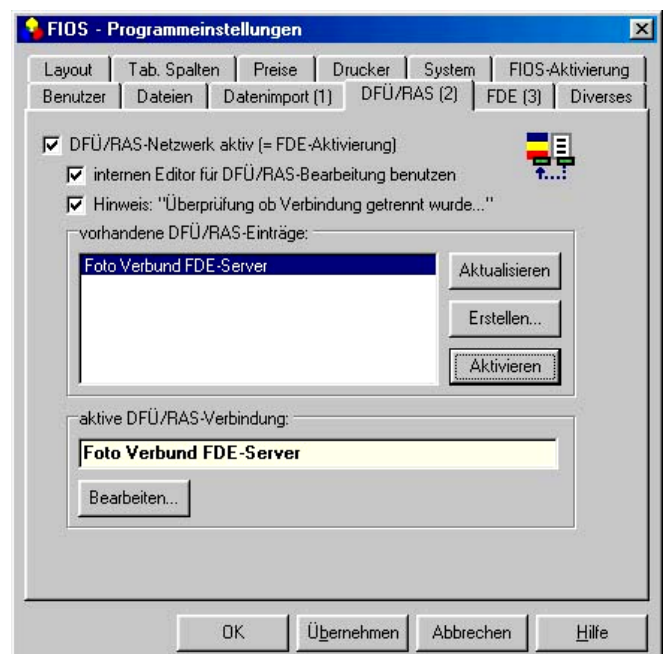 FIOS - Programmeinstellungen
Layout Tab. Spalten Preise Drucker System FIOS-Aktivierung
Benutzer Dateien Datenimport (1) DFÜ/RAS (2) FDE (3) Diverses
DFÜ/RAS-Netzwerk aktiv (= FDE-Aktivierung)
internen Editor für DFÜ/RAS-Bearbeitung benutzen
Hinweis: "Überprüfung ob Verbindung getrennt wurde..."
vorhandene DFÜ/RAS-Einträge:
Foto Verbund FDE-Server
Aktualisieren
Erstellen...
Aktivieren
aktive DFÜ/RAS-Verbindung:
Foto Verbund FDE-Server
Bearbeiten...
OK Übernehmen Abbrechen Hilfe